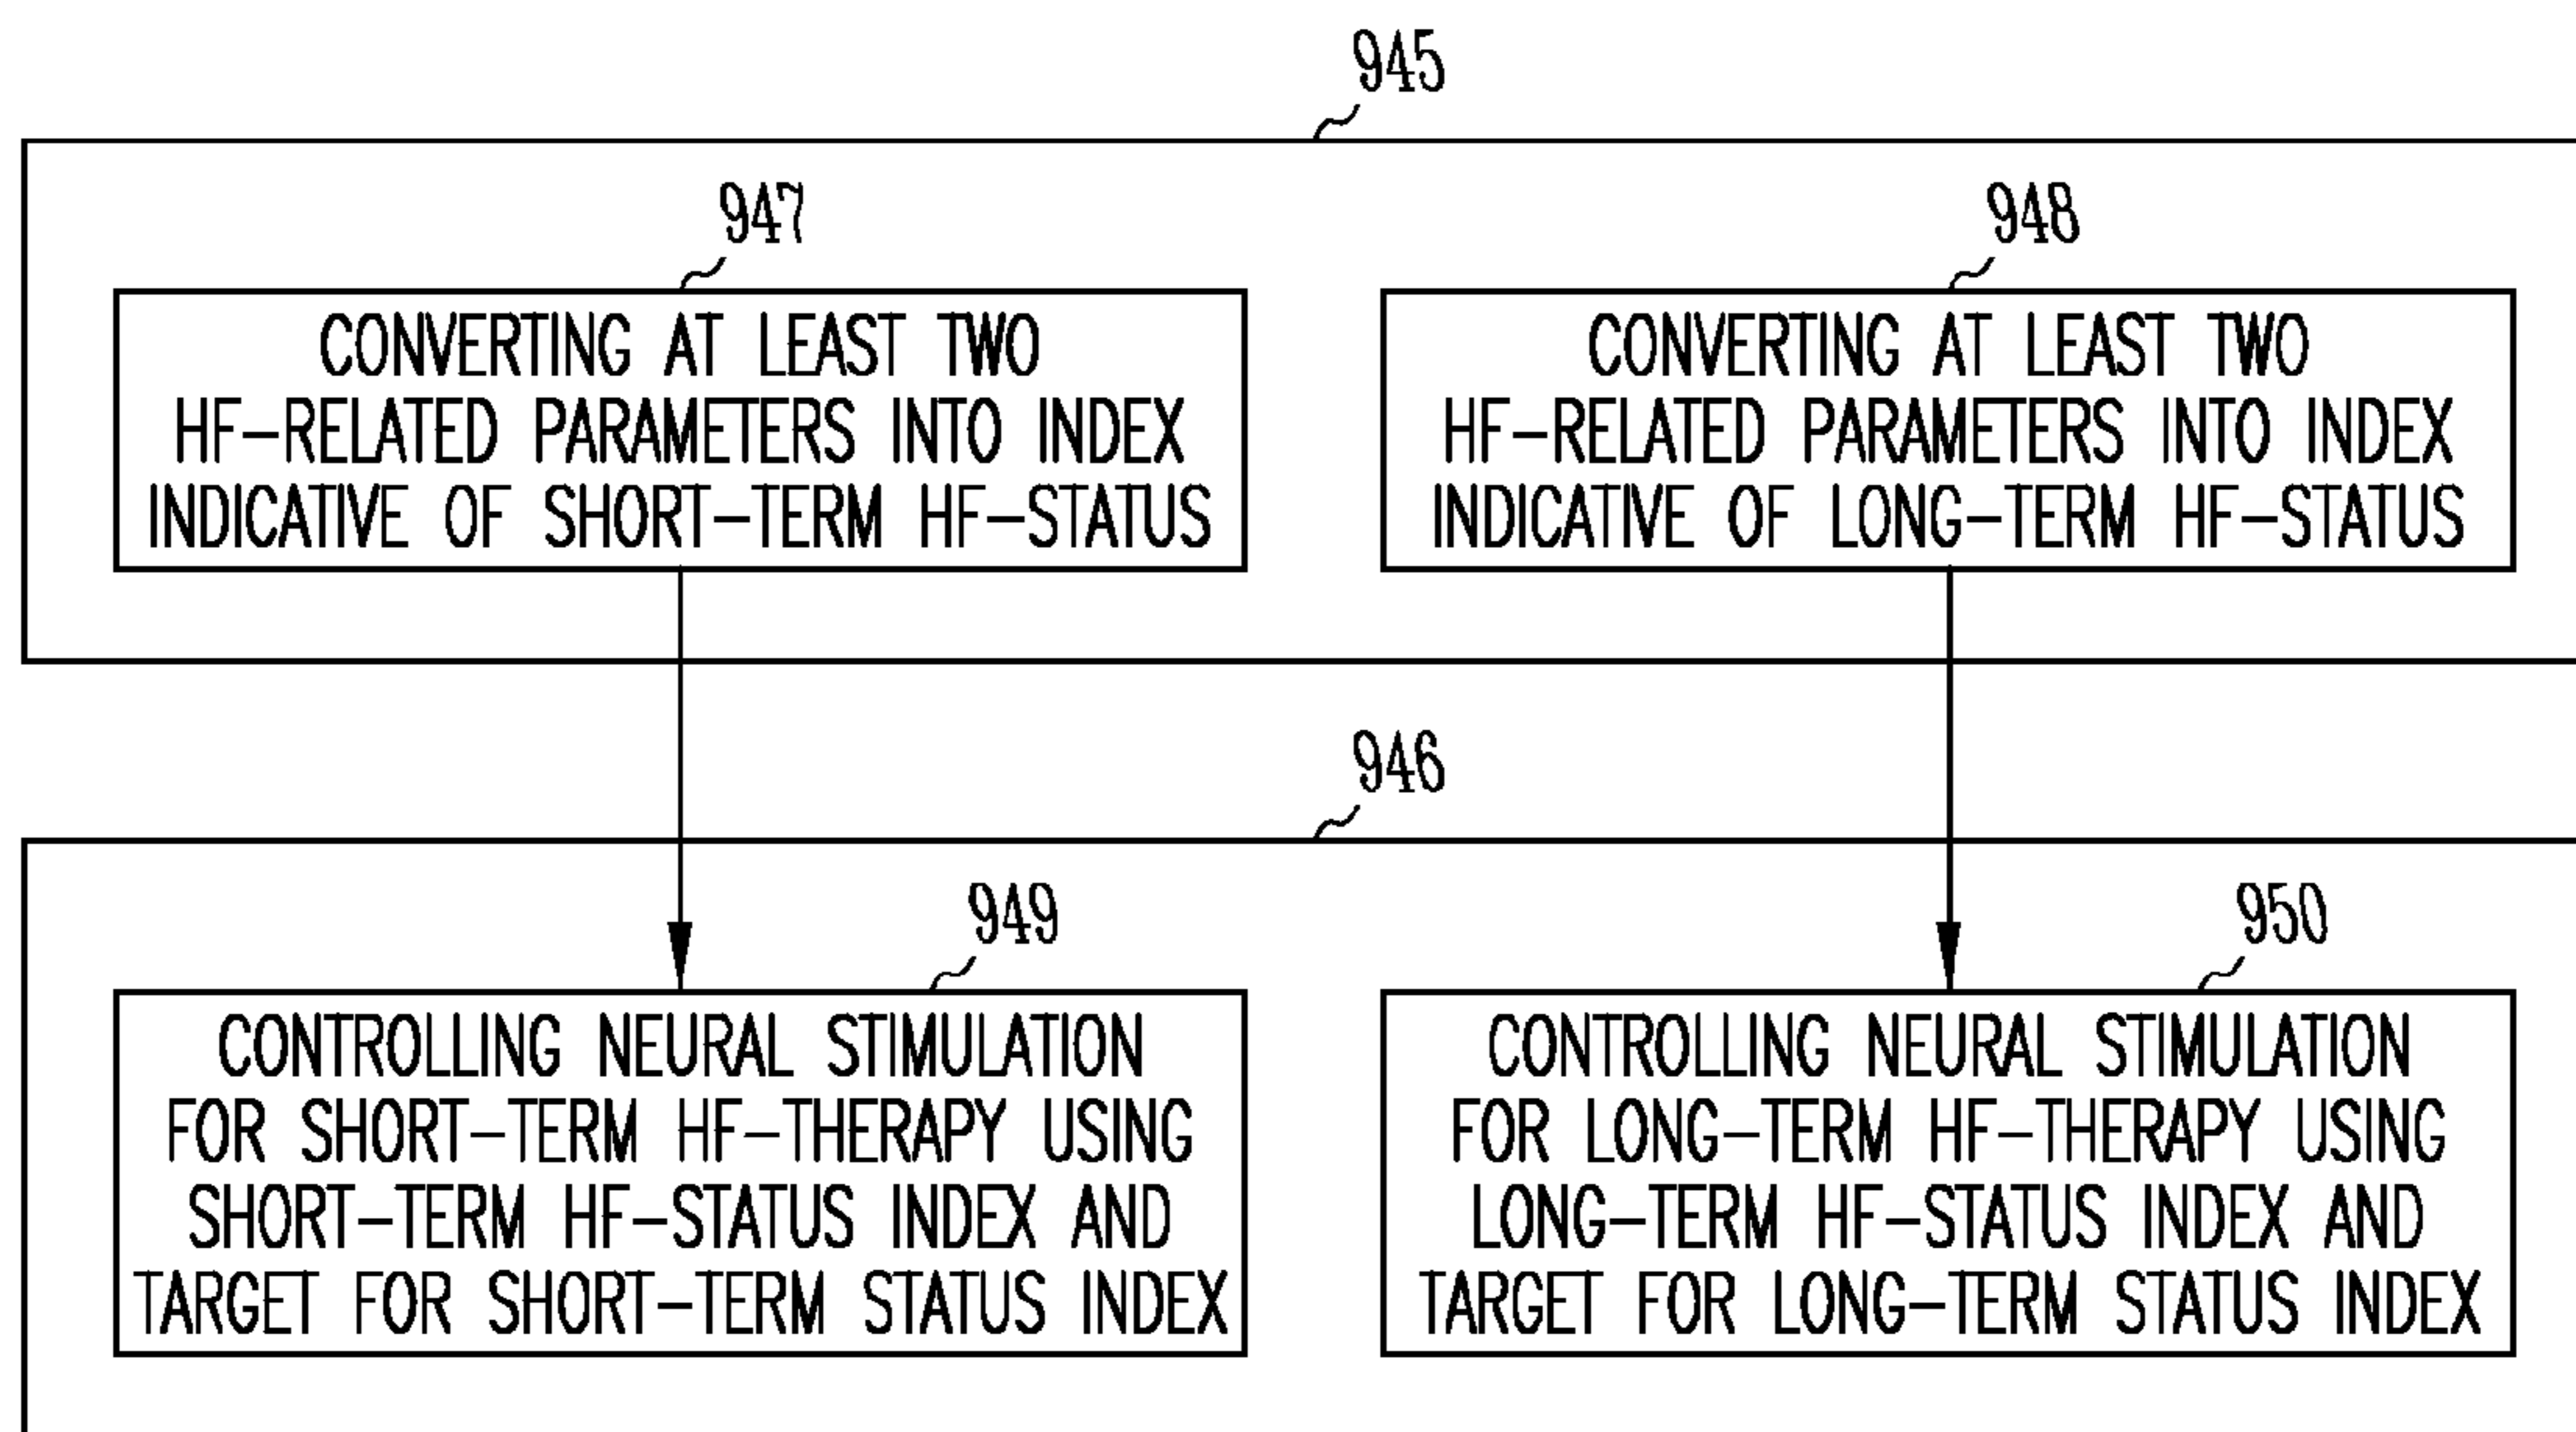 945
947
CONVERTING AT LEAST TWO
HF-RELATED PARAMETERS INTO INDEX
INDICATIVE OF SHORT-TERM HF-STATUS
948
CONVERTING AT LEAST TWO
HF-RELATED PARAMETERS INTO INDEX
INDICATIVE OF LONG-TERM HF-STATUS
946
949
CONTROLLING NEURAL STIMULATION
FOR SHORT-TERM HF-THERAPY USING
SHORT-TERM HF-STATUS INDEX AND
TARGET FOR SHORT-TERM STATUS INDEX
950
CONTROLLING NEURAL STIMULATION
FOR LONG-TERM HF-THERAPY USING
LONG-TERM HF-STATUS INDEX AND
TARGET FOR LONG-TERM STATUS INDEX